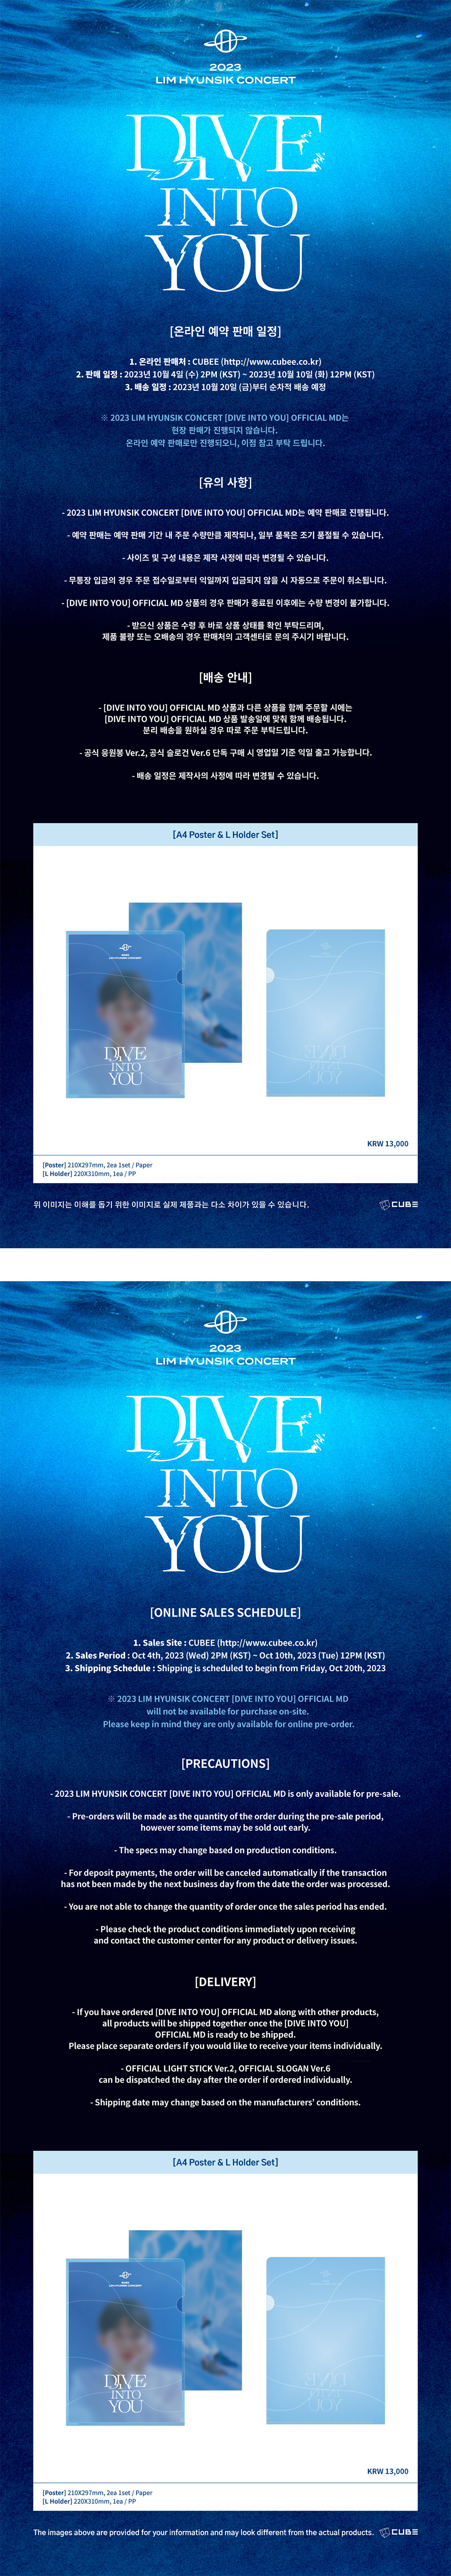 2023
LIM HYUNSIK CONCERT
DIVE
INTO
YOU
[온라인 예약 판매 일정]
1. 온라인 판매처 : CUBEE (http://www.cubee.co.kr)
2. 판매 일정 : 2023년 10월 4일 (수) 2PM (KST) ~ 2023년 10월 10일 (화) 12PM (KST)
3. 배송 일정 : 2023년 10월 20일 (금)부터 순차적 배송 예정
※ 2023 LIM HYUNSIK CONCERT [DIVE INTO YOU] OFFICIAL MD는
현장 판매가 진행되지 않습니다.
온라인 예약 판매로만 진행되오니, 이점 참고 부탁 드립니다.
[유의 사항]
- 2023 LIM HYUNSIK CONCERT [DIVE INTO YOU] OFFICIAL MD는 예약 판매로 진행됩니다.
- 예약 판매는 예약 판매 기간 내 주문 수량만큼 제작되나, 일부 품목은 조기 품절될 수 있습니다.
- 사이즈 및 구성 내용은 제작 사정에 따라 변경될 수 있습니다.
- 무통장 입금의 경우 주문 접수일로부터 익일까지 입금되지 않을 시 자동으로 주문이 취소됩니다.
- [DIVE INTO YOU] OFFICIAL MD 상품의 경우 판매가 종료된 이후에는 수량 변경이 불가합니다.
- 받으신 상품은 수령 후 바로 상품 상태를 확인 부탁드리며,
제품 불량 또는 오배송의 경우 판매처의 고객센터로 문의 주시기 바랍니다.
[배송 안내]
- [DIVE INTO YOU] OFFICIAL MD 상품과 다른 상품을 함께 주문할 시에는
[DIVE INTO YOU] OFFICIAL MD 상품 발송일에 맞춰 함께 배송됩니다.
분리 배송을 원하실 경우 따로 주문 부탁드립니다.
- 공식 응원봉 Ver.2, 공식 슬로건 Ver.6 단독 구매 시 영업일 기준 익일 출고 가능합니다.
- 배송 일정은 제작사의 사정에 따라 변경될 수 있습니다.
[A4 Poster & L Holder Set]
2023
LIM HYUNSIK CONCERT
DIVE
INTO
YOU
KRW 13,000
[Poster] 210X297mm, 2ea 1set / Paper
[L Holder] 220X310mm, 1ea / PP
위 이미지는 이해를 돕기 위한 이미지로 실제 제품과는 다소 차이가 있을 수 있습니다.
CUBE
2023
LIM HYUNSIK CONCERT
DIVE
INTO
YOU
[ONLINE SALES SCHEDULE]
1. Sales Site : CUBEE (http://www.cubee.co.kr)
2. Sales Period : Oct 4th, 2023 (Wed) 2PM (KST) ~ Oct 10th, 2023 (Tue) 12PM (KST)
3. Shipping Schedule : Shipping is scheduled to begin from Friday, Oct 20th, 2023
※ 2023 LIM HYUNSIK CONCERT [DIVE INTO YOU] OFFICIAL MD
will not be available for purchase on-site.
Please keep in mind they are only available for online pre-order.
[PRECAUTIONS]
- 2023 LIM HYUNSIK CONCERT [DIVE INTO YOU] OFFICIAL MD is only available for pre-sale.
- Pre-orders will be made as the quantity of the order during the pre-sale period,
however some items may be sold out early.
- The specs may change based on production conditions.
- For deposit payments, the order will be canceled automatically if the transaction
has not been made by the next business day from the date the order was processed.
- You are not able to change the quantity of order once the sales period has ended.
- Please check the product conditions immediately upon receiving
and contact the customer center for any product or delivery issues.
[DELIVERY]
- If you have ordered [DIVE INTO YOU] OFFICIAL MD along with other products,
all products will be shipped together once the [DIVE INTO YOU]
OFFICIAL MD is ready to be shipped.
Please place separate orders if you would like to receive your items individually.
- OFFICIAL LIGHT STICK Ver.2, OFFICIAL SLOGAN Ver.6
can be dispatched the day after the order if ordered individually.
- Shipping date may change based on the manufacturers' conditions.
[A4 Poster & L Holder Set]
2023
LIM HYUNSIK CONCERT
DIVE
INTO
YOU
KRW 13,000
[Poster] 210X297mm, 2ea 1set / Paper
[L Holder] 220X310mm, 1ea / PP
The images above are provided for your information and may look different from the actual products.
CUBE